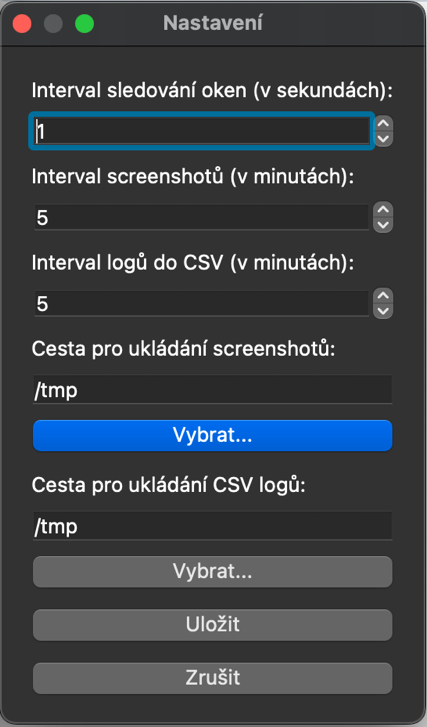 Nastavení
Interval sledování oken (v sekundách):
1
Interval screenshotů (v minutách):
5
Interval logů do CSV (v minutách):
5
Cesta pro ukládání screenshotů:
/tmp
Vybrat...
Cesta pro ukládání CSV logů:
/tmp
Vybrat...
Uložit
Zrušit